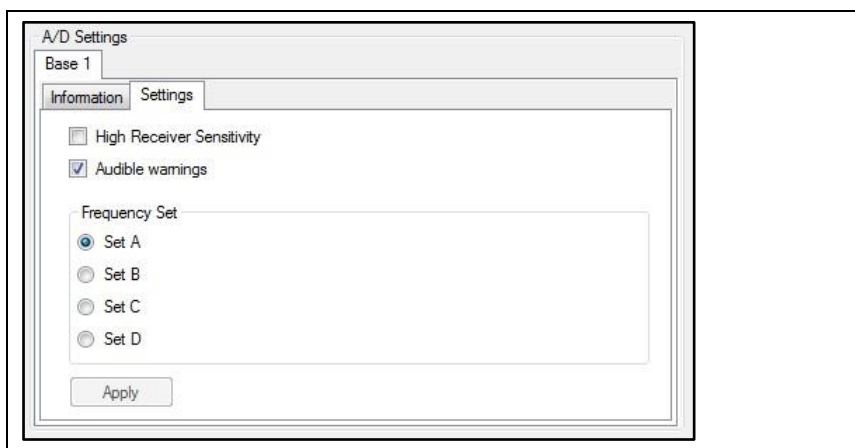 A/D Settings
Base 1
Information Settings
High Receiver Sensitivity
Audible warnings
Frequency Set
Set A
Set B
Set C
Set D
Apply